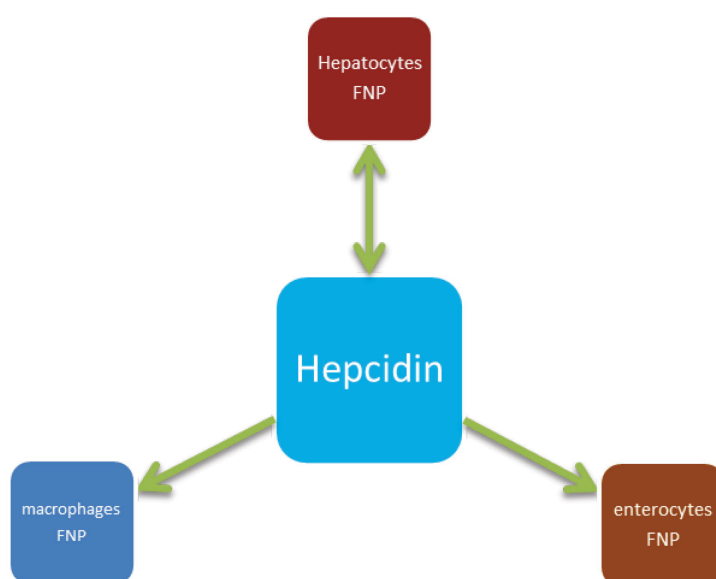 Hepatocytes
FNP
Hepcidin
macrophages
FNP
enterocytes
FNP